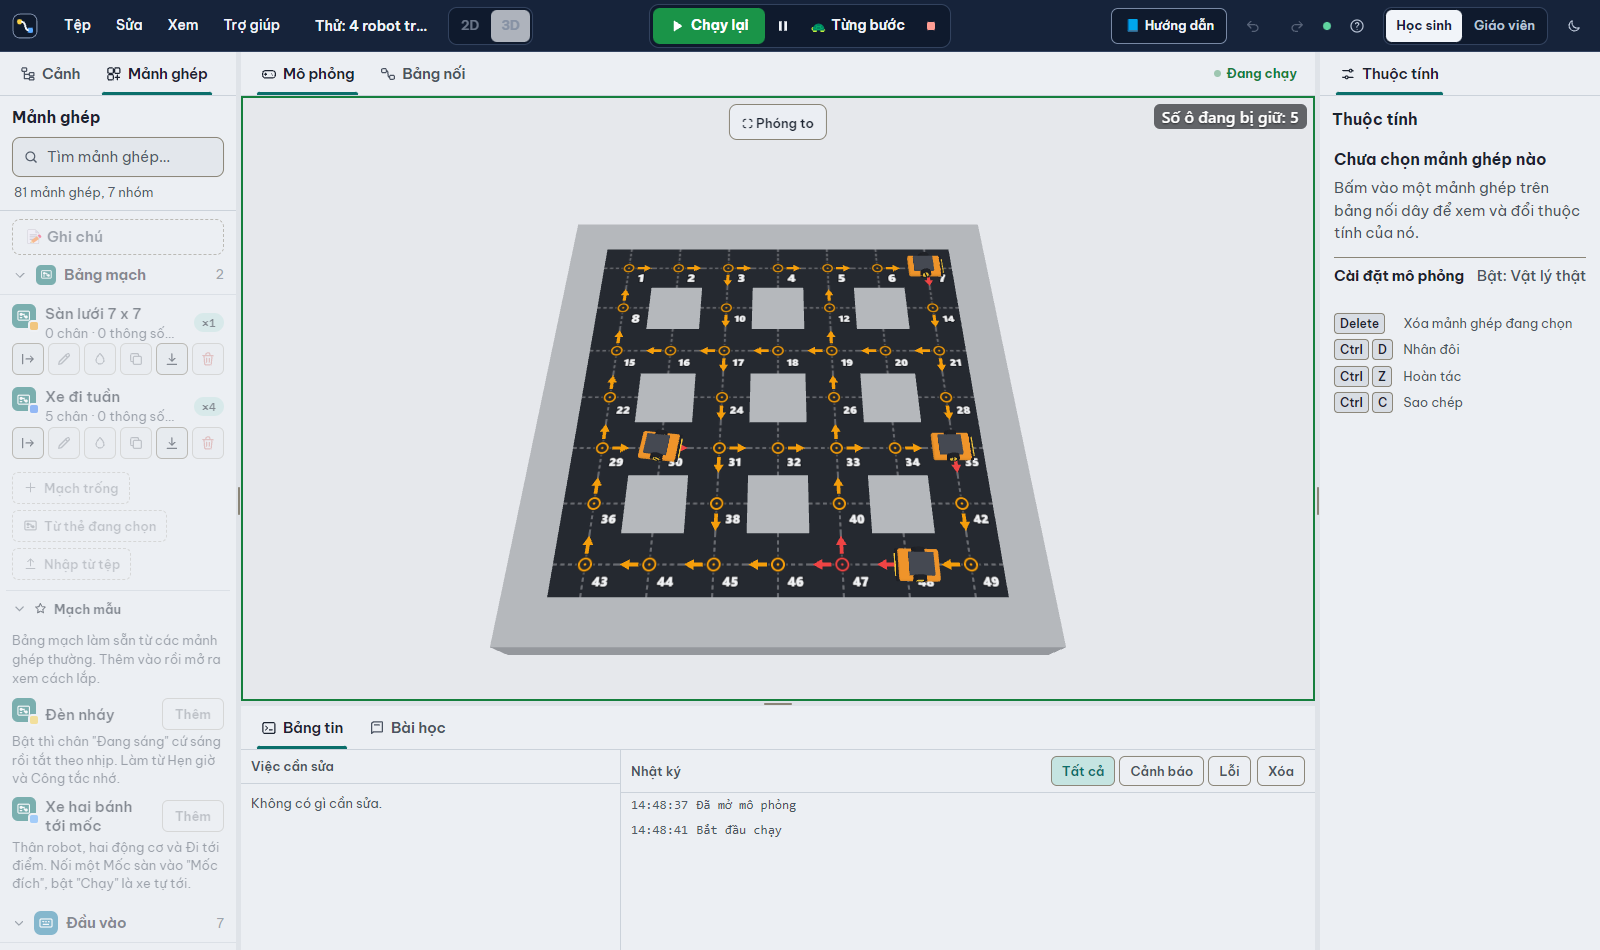 Tệp
Sửa
Xem
Trợ giúp
Thử: 4 robot tr...
2D
3D
Chạy lại
Từng bước
Hướng dẫn
Học sinh
Giáo viên
Cảnh
Mảnh ghép
Mảnh ghép
Tìm mảnh ghép...
81 mảnh ghép, 7 nhóm
Ghi chú
Bảng mạch
2
Sàn lưới 7 x 7
0 chân · 0 thông số...
×1
Xe đi tuần
5 chân · 0 thông số...
×4
Mạch trống
Từ thẻ đang chọn
Nhập từ tệp
Mạch mẫu
Bảng mạch làm sẵn từ các mảnh
ghép thường. Thêm vào rồi mở ra
xem cách lắp.
Đèn nháy
Thêm
Bật thì chân "Đang sáng" cứ sáng
rồi tắt theo nhịp. Làm từ Hẹn giờ
và Công tắc nhớ.
Xe hai bánh
tới mốc
Thêm
Thân robot, hai động cơ và Đi tới
điểm. Nối một Mốc sàn vào "Mốc
đích", bật "Chạy" là xe tự tới.
Đầu vào
7
Mô phỏng
Bảng nối
Đang chạy
Phóng to
Số ô đang bị giữ: 5
1 2 3 4 5 6 7
8 10 12 14
15 16 17 18 19 20 21
22 24 26 28
29 30 31 32 33 34 35
36 38 40 42
43 44 45 46 47 48 49
Bảng tin
Bài học
Việc cần sửa
Không có gì cần sửa.
Nhật ký
Tất cả
Cảnh báo
Lỗi
Xóa
14:48:37 Đã mở mô phỏng
14:48:41 Bắt đầu chạy
Thuộc tính
Thuộc tính
Chưa chọn mảnh ghép nào
Bấm vào một mảnh ghép trên
bảng nối dây để xem và đổi thuộc
tính của nó.
Cài đặt mô phỏng
Bật: Vật lý thật
Delete Xóa mảnh ghép đang chọn
Ctrl D Nhân đôi
Ctrl Z Hoàn tác
Ctrl C Sao chép